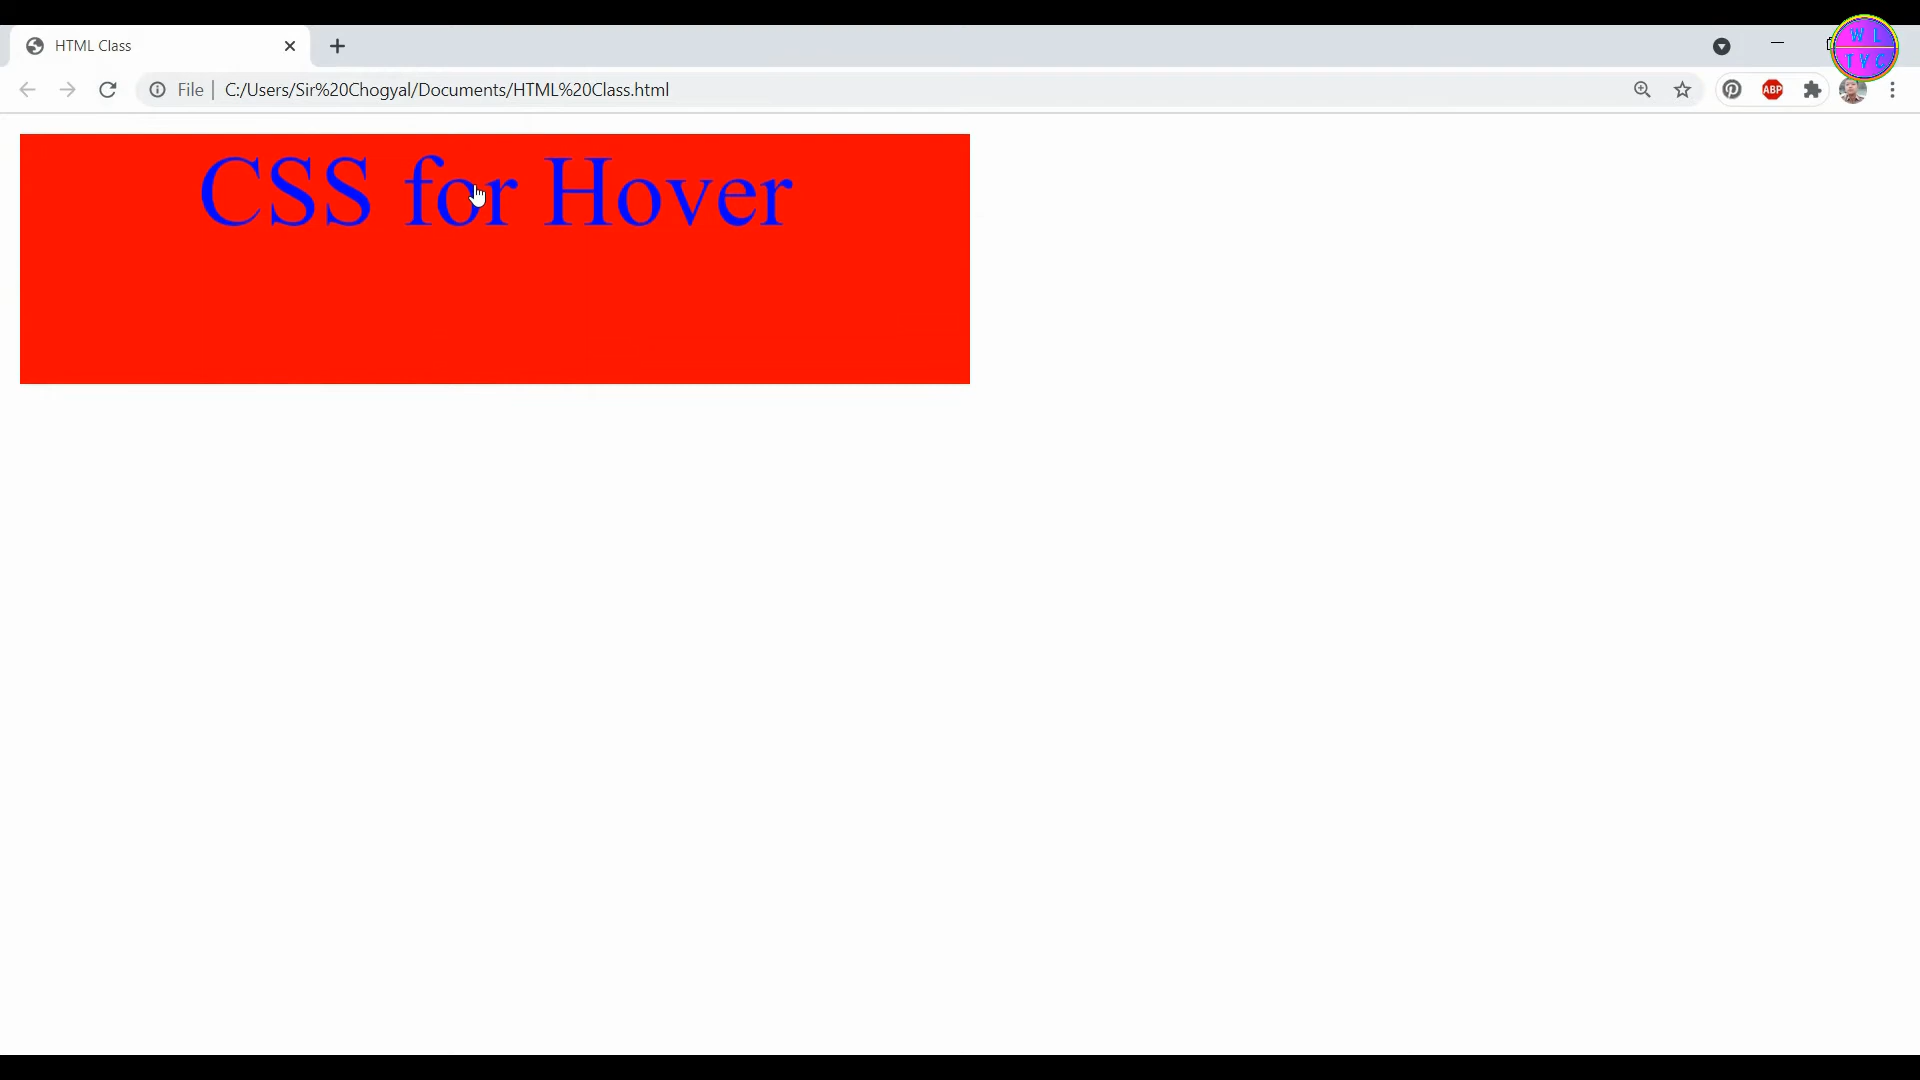 HTML Class
W L
T V C
File
C:/Users/Sir%20Chogyal/Documents/HTML%20Class.html
ABP
CSS for Hover